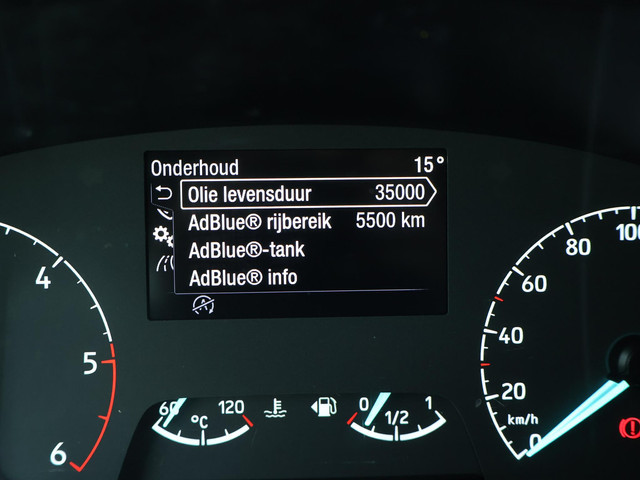 Onderhoud 15°
Olie levensduur 35000
AdBlue® rijbereik 5500 km
AdBlue®-tank
AdBlue® info
4
5
6
60 °C 120
0 1/2 1
0
20
40
60
80
100
km/h